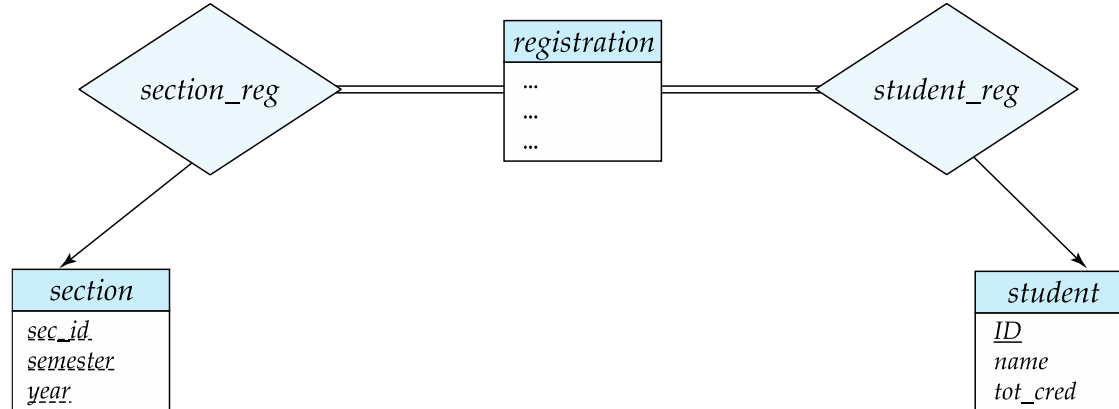 section_reg
registration
...
...
...
student_reg
section
sec_id
semester
year
student
ID
name
tot_cred